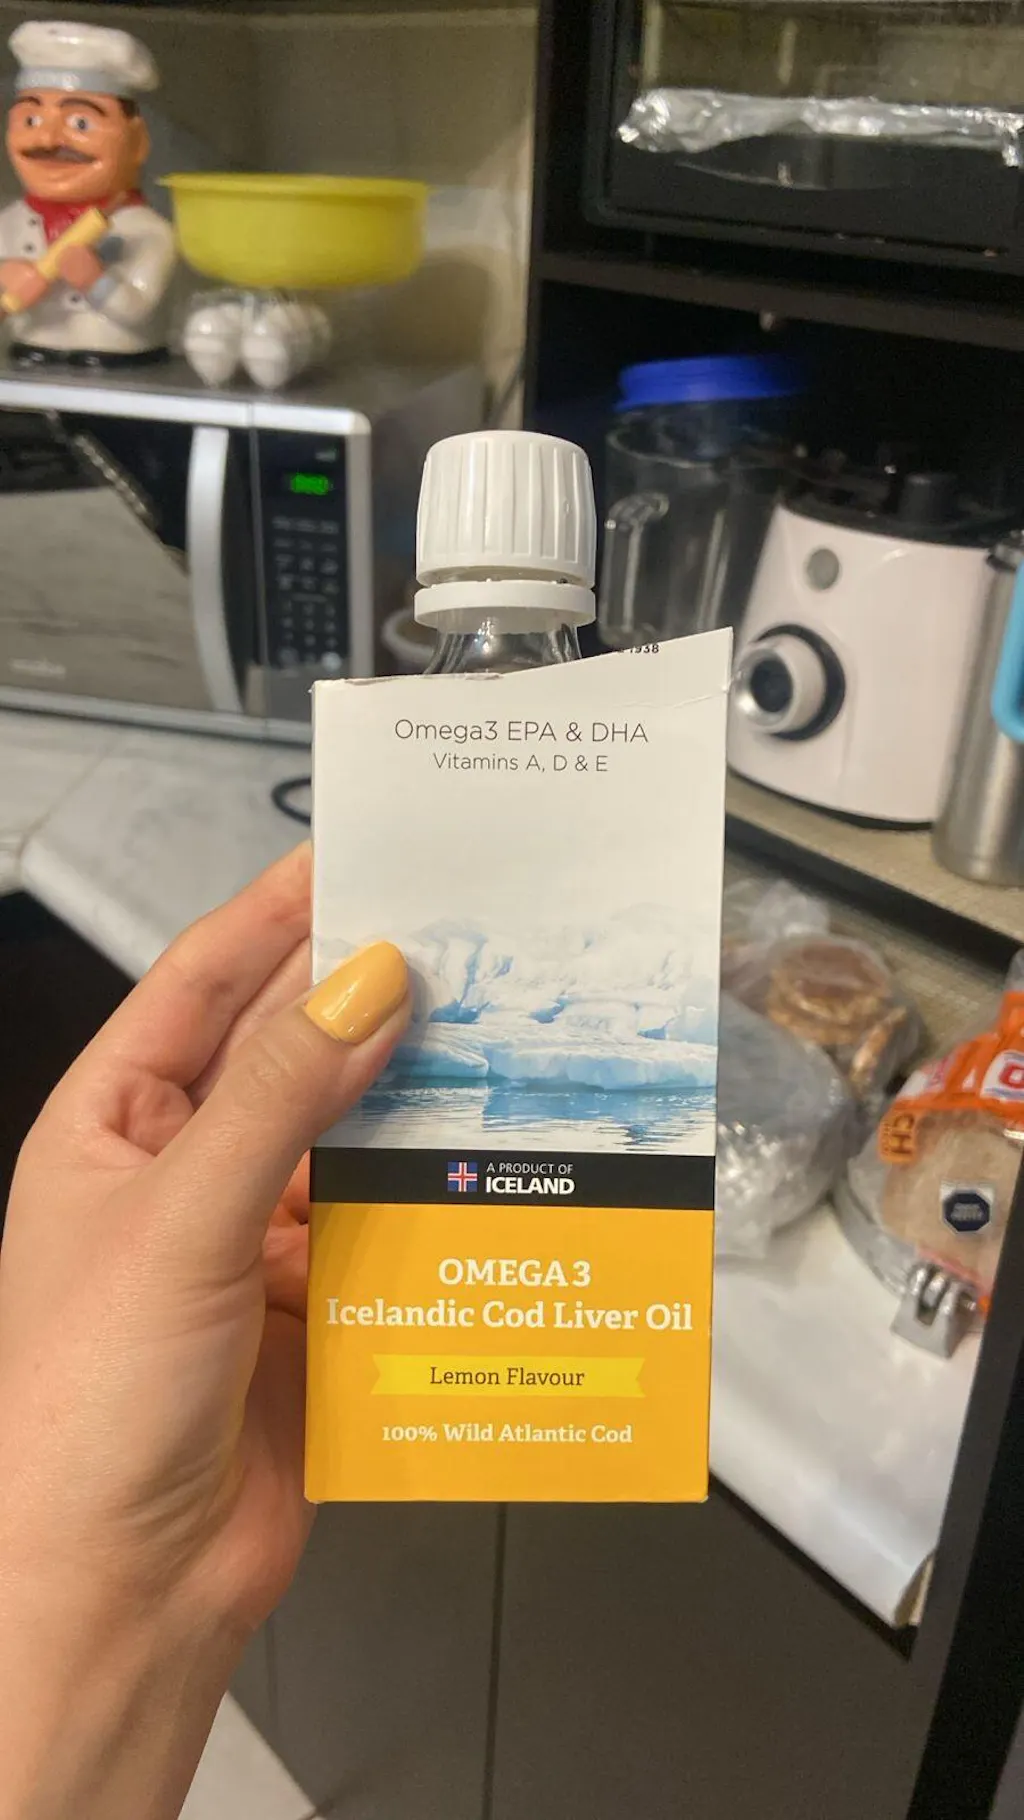 1938
Omega3 EPA & DHA
Vitamins A, D & E
A PRODUCT OF
ICELAND
OMEGA 3
Icelandic Cod Liver Oil
Lemon Flavour
100% Wild Atlantic Cod